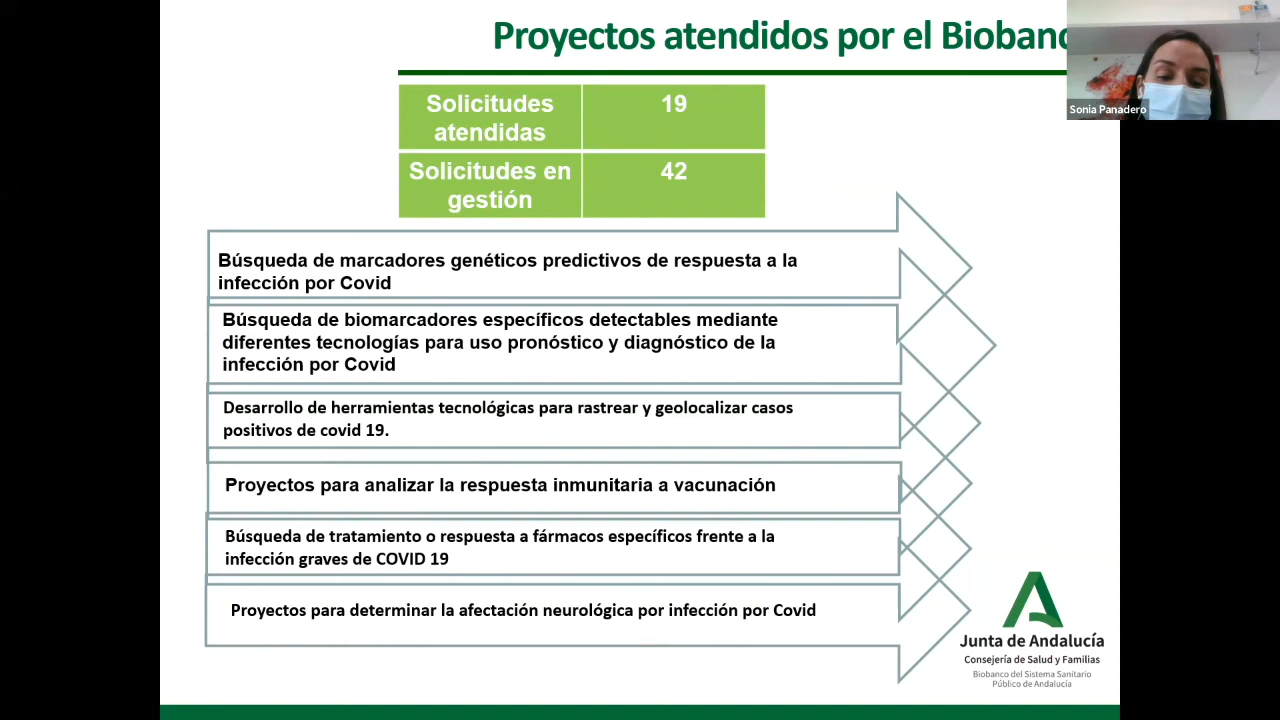 Proyectos atendidos por el Biobanc
Sonia Panadero
Solicitudes
atendidas
19
Solicitudes en
gestión
42
Búsqueda de marcadores genéticos predictivos de respuesta a la
infección por Covid
Búsqueda de biomarcadores específicos detectables mediante
diferentes tecnologías para uso pronóstico y diagnóstico de la
infección por Covid
Desarrollo de herramientas tecnológicas para rastrear y geolocalizar casos
positivos de covid 19.
Proyectos para analizar la respuesta inmunitaria a vacunación
Búsqueda de tratamiento o respuesta a fármacos específicos frente a la
infección graves de COVID 19
Proyectos para determinar la afectación neurológica por infección por Covid
Junta de Andalucía
Consejería de Salud y Familias
Biobanco del Sistema Sanitario
Público de Andalucía